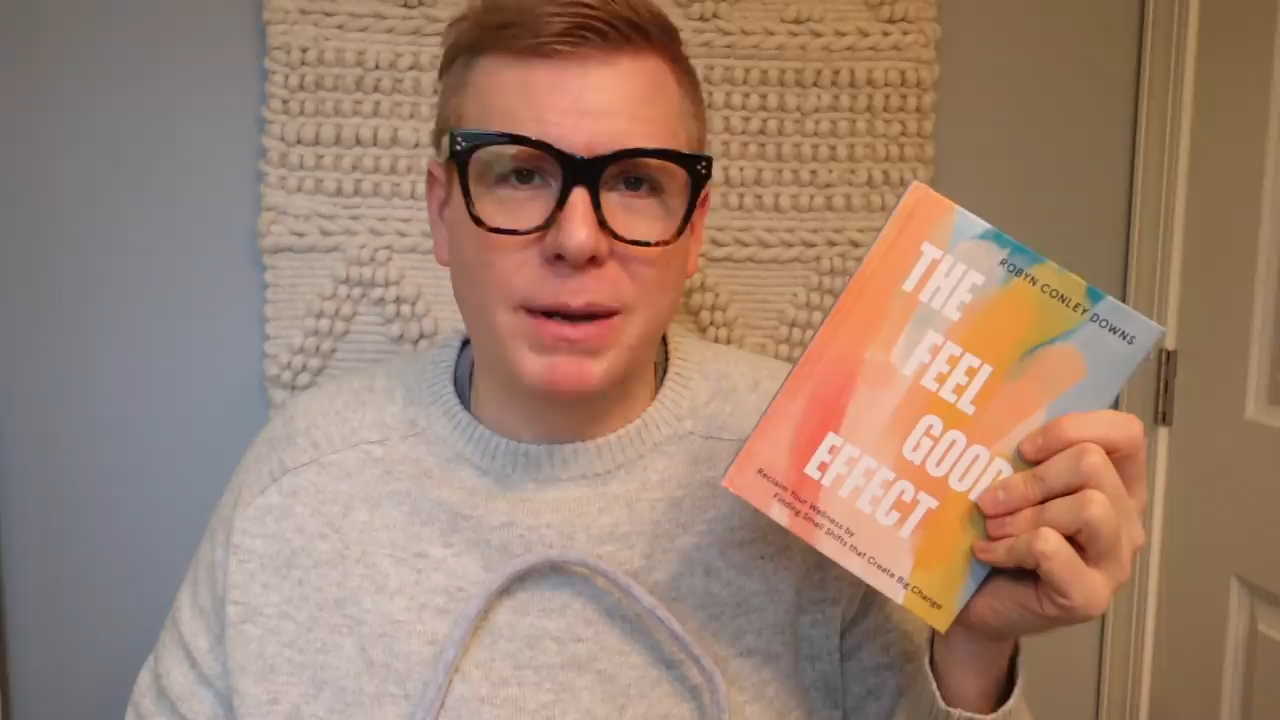 ROBYN CONLEY DOWNS
THE
FEEL
GOOD
EFFECT
Reclaim Your Wellness by
Finding Small Shifts that Create Big Change